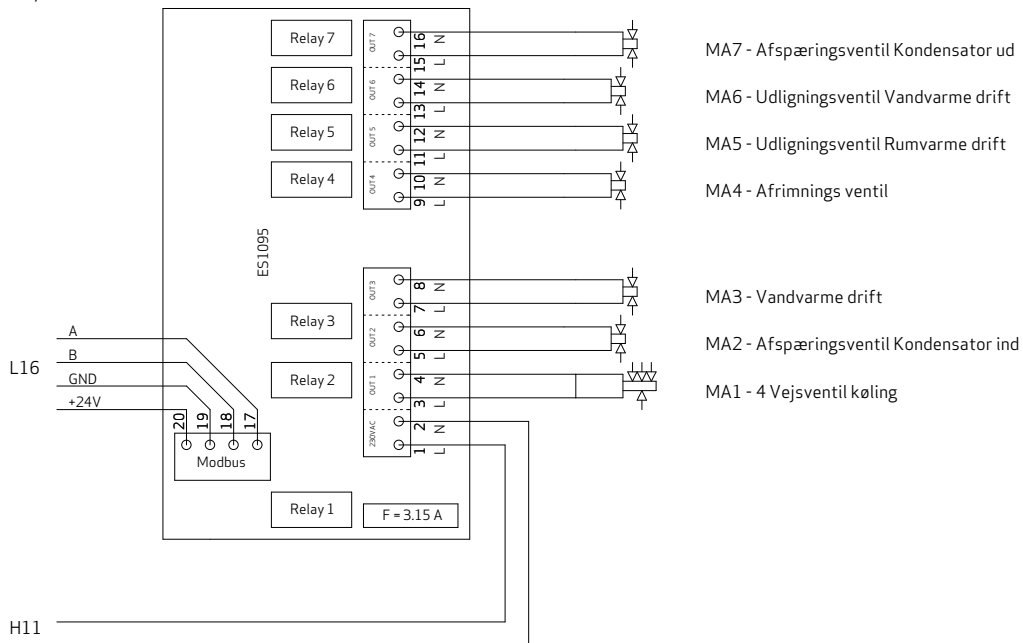 Relay 7
OUT 7
16 N
15 L
MA7 - Afspæringsventil Kondensator ud
Relay 6
OUT 6
14 N
13 L
MA6 - Udligningsventil Vandvarme drift
Relay 5
OUT 5
12 N
11 L
MA5 - Udligningsventil Rumvarme drift
Relay 4
OUT 4
10 N
9 L
MA4 - Afrimnings ventil
ES1095
Relay 3
OUT 3
8 N
7 L
MA3 - Vandvarme drift
OUT 2
6 N
5 L
MA2 - Afspæringsventil Kondensator ind
Relay 2
OUT 1
4 N
3 L
MA1 - 4 Vejsventil køling
230VAC
2 N
1 L
L16
A
B
GND
+24V
20 19 18 17
Modbus
Relay 1
F = 3.15 A
H11